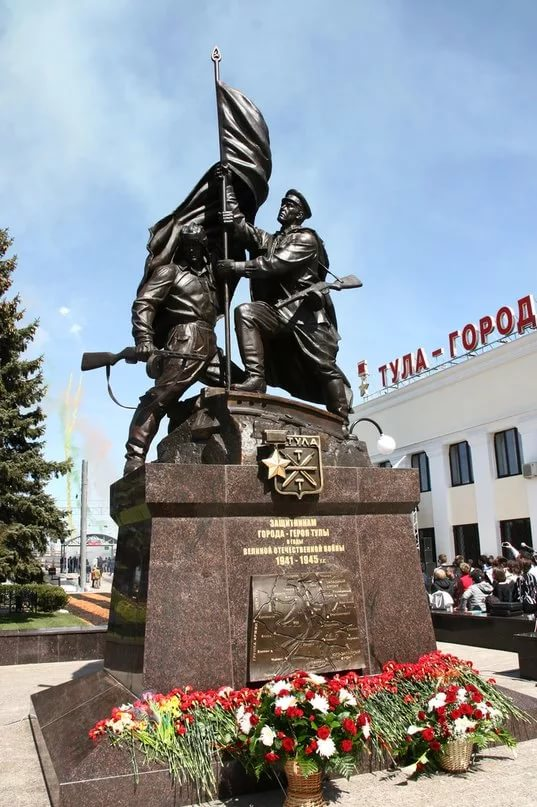 ТУЛА-ГОРОД
ТУЛА
ЗАЩИТНИКАМ
ГОРОДА-ГЕРОЯ ТУЛЫ
В ГОДЫ
ВЕЛИКОЙ ОТЕЧЕСТВЕННОЙ ВОЙНЫ
1941-1945 г.г.